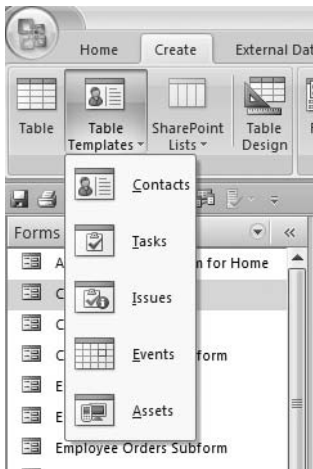 Home Create External Dat
Table Table Templates SharePoint Lists Table Design
Forms
A m for Home
Contacts
C
Tasks
C
Issues
C form
Events
E
E
Assets
Employee Orders Subform